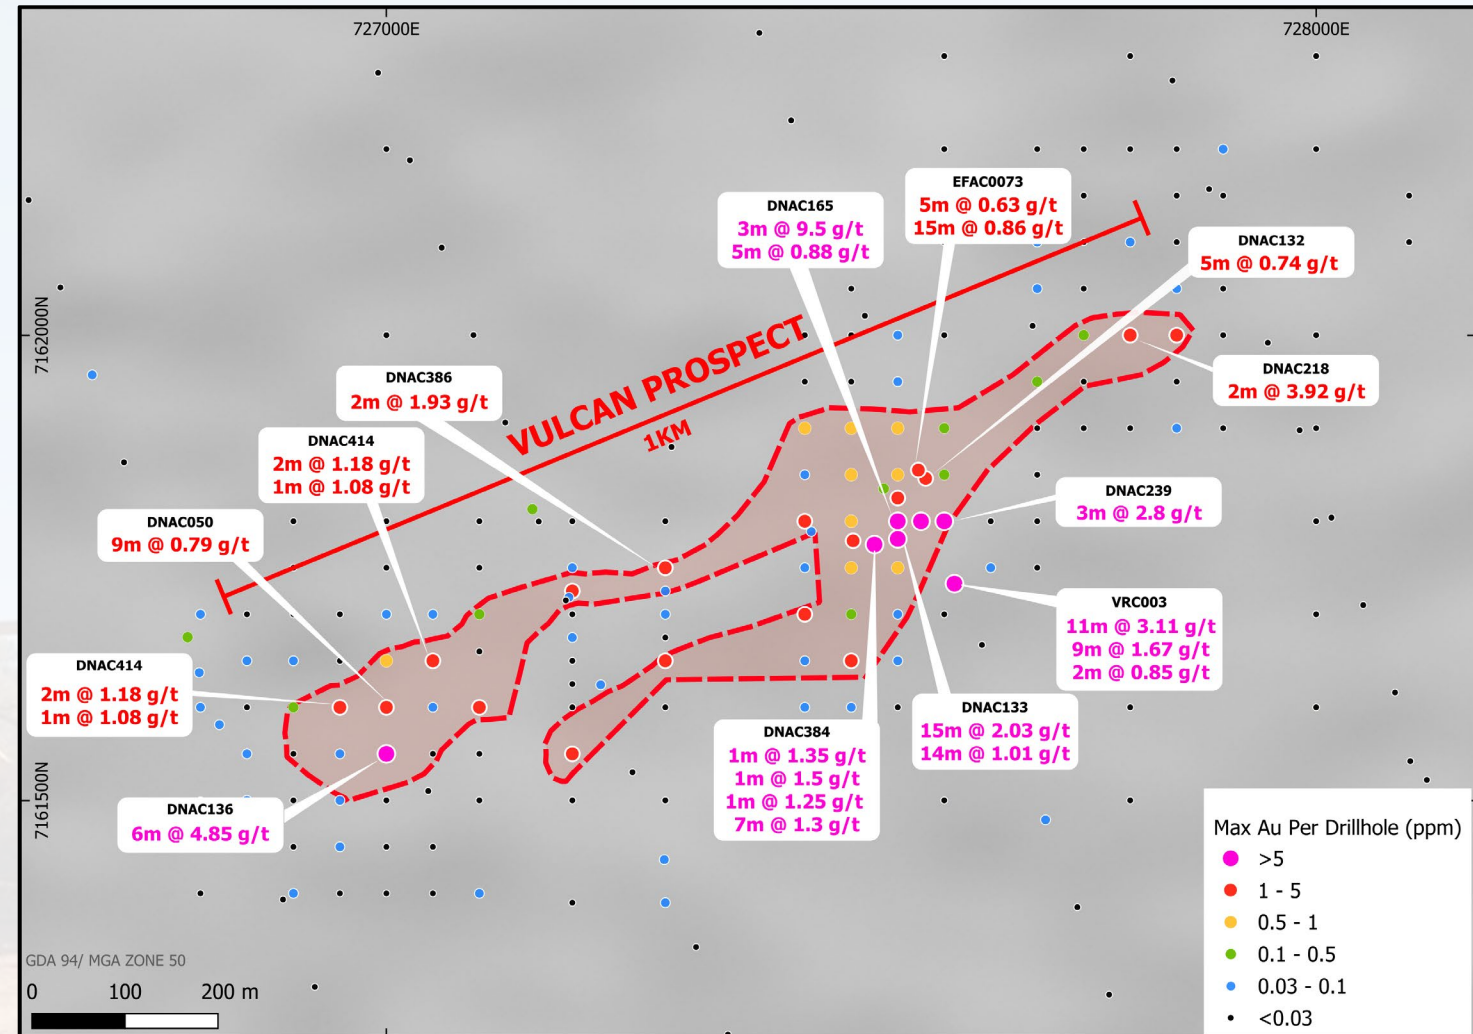 727000E
728000E
7162000N
7161500N
VULCAN PROSPECT
1KM
EFAC0073
5m @ 0.63 g/t
15m @ 0.86 g/t
DNAC165
3m @ 9.5 g/t
5m @ 0.88 g/t
DNAC132
5m @ 0.74 g/t
DNAC218
2m @ 3.92 g/t
DNAC386
2m @ 1.93 g/t
DNAC414
2m @ 1.18 g/t
1m @ 1.08 g/t
DNAC050
9m @ 0.79 g/t
DNAC239
3m @ 2.8 g/t
VRC003
11m @ 3.11 g/t
9m @ 1.67 g/t
2m @ 0.85 g/t
DNAC414
2m @ 1.18 g/t
1m @ 1.08 g/t
DNAC133
15m @ 2.03 g/t
14m @ 1.01 g/t
DNAC384
1m @ 1.35 g/t
1m @ 1.5 g/t
1m @ 1.25 g/t
7m @ 1.3 g/t
DNAC136
6m @ 4.85 g/t
Max Au Per Drillhole (ppm)
>5
1 - 5
0.5 - 1
0.1 - 0.5
0.03 - 0.1
<0.03
GDA 94/ MGA ZONE 50
0 100 200 m